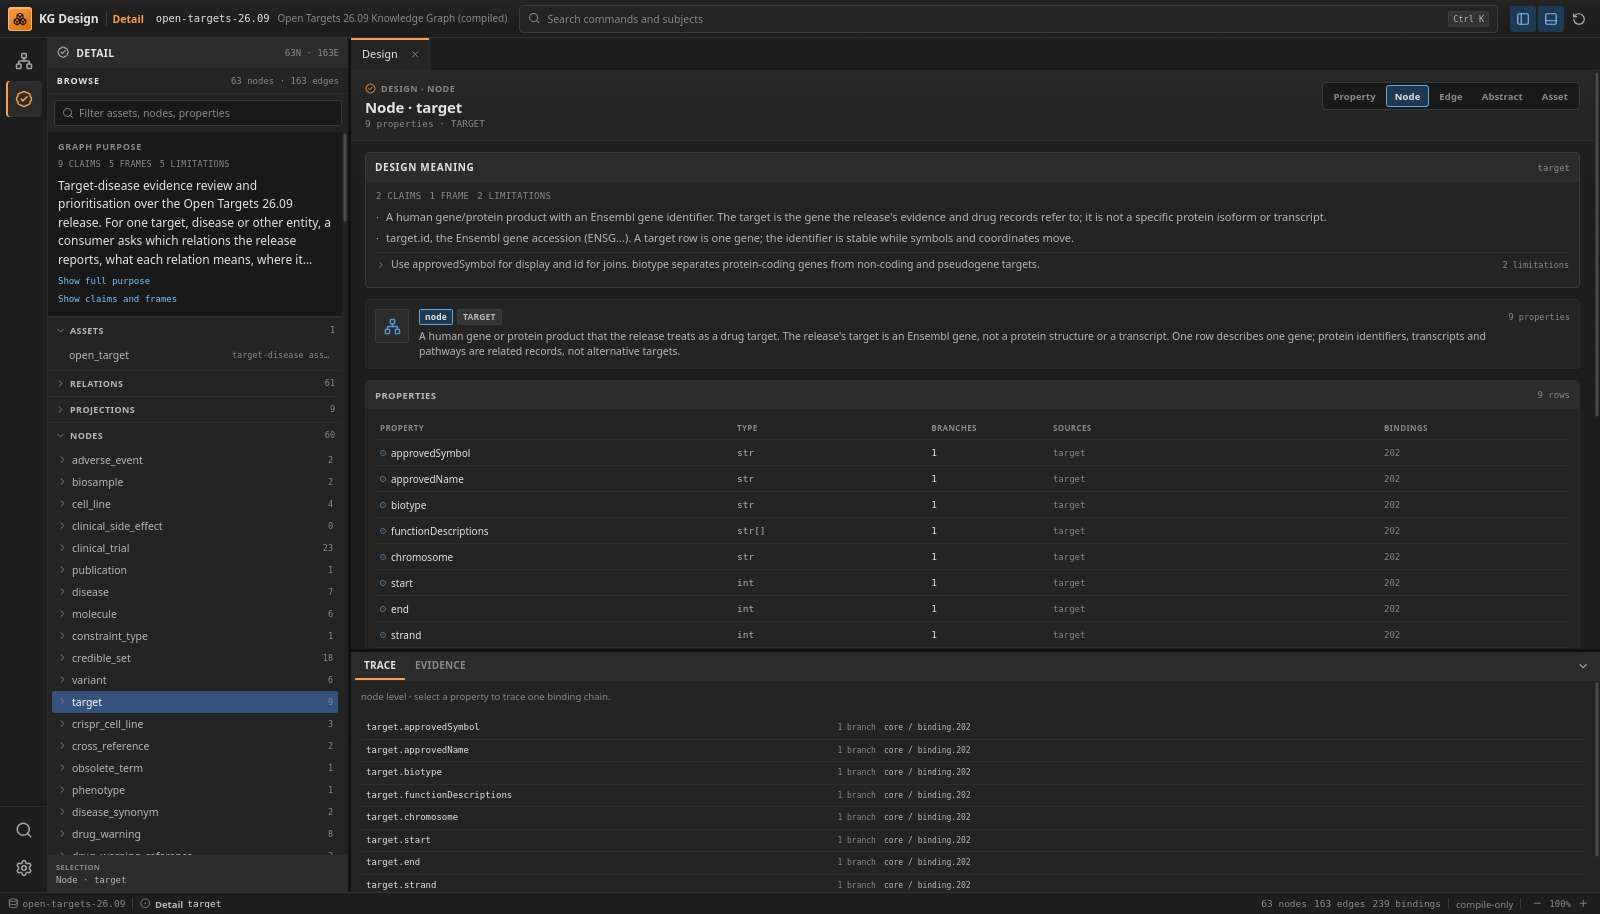 KG Design Detail open-targets-26.09 Open Targets 26.09 Knowledge Graph (compiled)
Search commands and subjects Ctrl K
DETAIL 63N · 163E
BROWSE 63 nodes · 163 edges
Filter assets, nodes, properties
GRAPH PURPOSE
9 CLAIMS 5 FRAMES 5 LIMITATIONS
Target-disease evidence review and
prioritisation over the Open Targets 26.09
release. For one target, disease or other entity, a
consumer asks which relations the release
reports, what each relation means, where it...
Show full purpose
Show claims and frames
ASSETS 1
open_target target-disease ass…
RELATIONS 61
PROJECTIONS 9
NODES 60
adverse_event 2
biosample 2
cell_line 4
clinical_side_effect 0
clinical_trial 23
publication 1
disease 7
molecule 6
constraint_type 1
credible_set 18
variant 6
target 9
crispr_cell_line 3
cross_reference 2
obsolete_term 1
phenotype 1
disease_synonym 2
drug_warning 8
SELECTION
Node · target
Design
DESIGN · NODE
Node · target
9 properties · TARGET
Property Node Edge Abstract Asset
DESIGN MEANING target
2 CLAIMS 1 FRAME 2 LIMITATIONS
· A human gene/protein product with an Ensembl gene identifier. The target is the gene the release's evidence and drug records refer to; it is not a specific protein isoform or transcript.
· target.id, the Ensembl gene accession (ENSG...). A target row is one gene; the identifier is stable while symbols and coordinates move.
Use approvedSymbol for display and id for joins. biotype separates protein-coding genes from non-coding and pseudogene targets. 2 limitations
node TARGET 9 properties
A human gene or protein product that the release treats as a drug target. The release's target is an Ensembl gene, not a protein structure or a transcript. One row describes one gene; protein identifiers, transcripts and
pathways are related records, not alternative targets.
PROPERTIES 9 rows
PROPERTY TYPE BRANCHES SOURCES BINDINGS
approvedSymbol str 1 target 202
approvedName str 1 target 202
biotype str 1 target 202
functionDescriptions str[] 1 target 202
chromosome str 1 target 202
start int 1 target 202
end int 1 target 202
strand int 1 target 202
TRACE EVIDENCE
node level · select a property to trace one binding chain.
target.approvedSymbol 1 branch core / binding.202
target.approvedName 1 branch core / binding.202
target.biotype 1 branch core / binding.202
target.functionDescriptions 1 branch core / binding.202
target.chromosome 1 branch core / binding.202
target.start 1 branch core / binding.202
target.end 1 branch core / binding.202
target.strand 1 branch core / binding.202
open-targets-26.09 Detail target 63 nodes 163 edges 239 bindings compile-only − 100% +